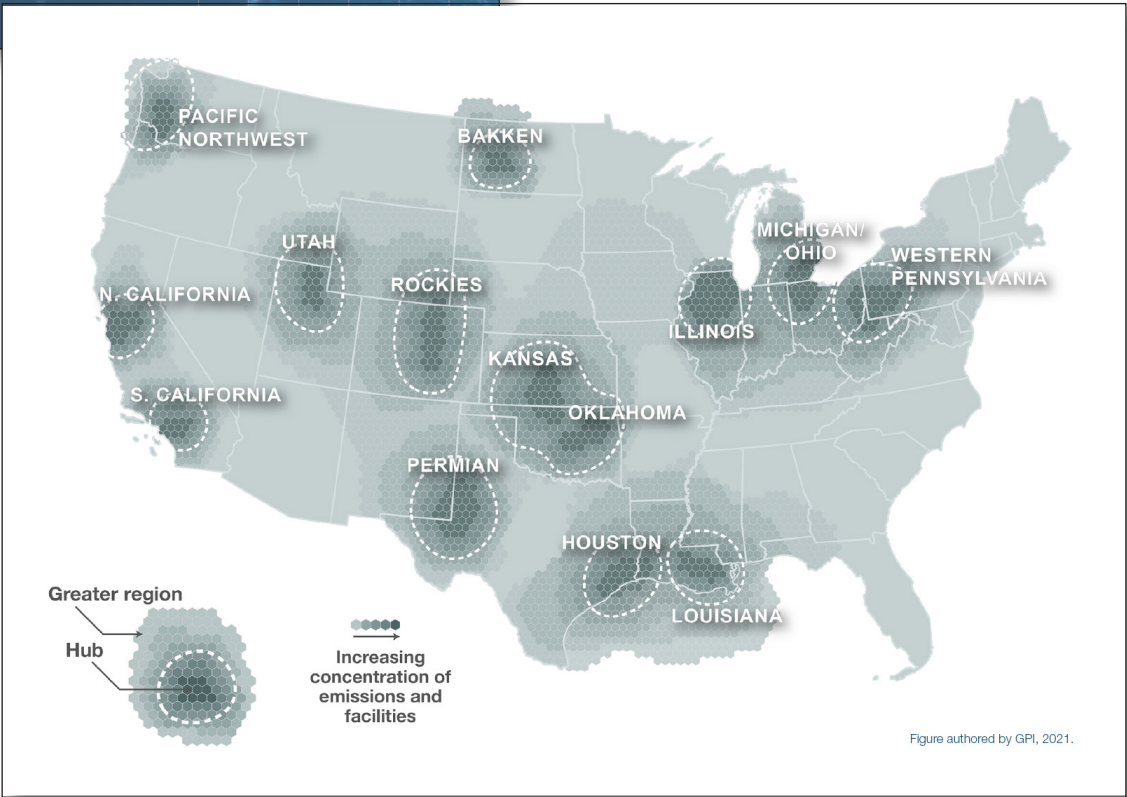 PACIFIC
NORTHWEST
BAKKEN
UTAH
ROCKIES
N. CALIFORNIA
S. CALIFORNIA
KANSAS
OKLAHOMA
PERMIAN
MICHIGAN/
OHIO
WESTERN
PENNSYLVANIA
ILLINOIS
HOUSTON
LOUISIANA
Greater region
Hub
Increasing
concentration of
emissions and
facilities
Figure authored by GPI, 2021.